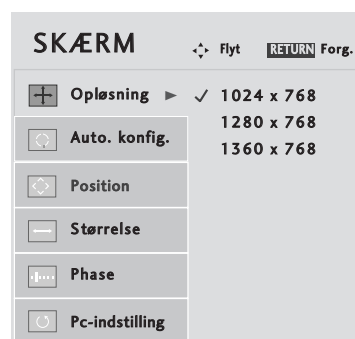 SKÆRM
Flyt RETURN Forg.
Opløsning
1024 x 768
1280 x 768
1360 x 768
Auto. konfig.
Position
Størrelse
Phase
Pc-indstilling